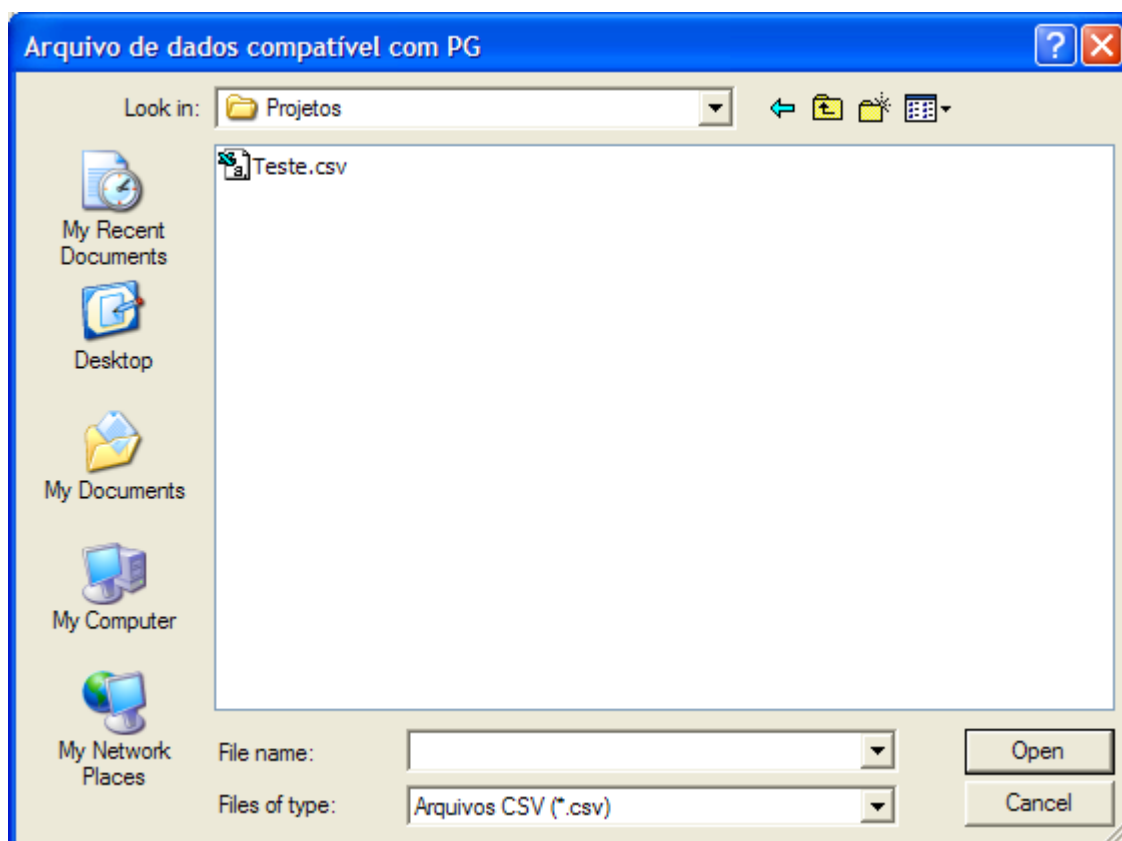 Arquivo de dados compatível com PG
Look in:
Projetos
Teste.csv
My Recent
Documents
Desktop
My Documents
My Computer
My Network
Places
File name:
Open
Files of type:
Arquivos CSV (*.csv)
Cancel